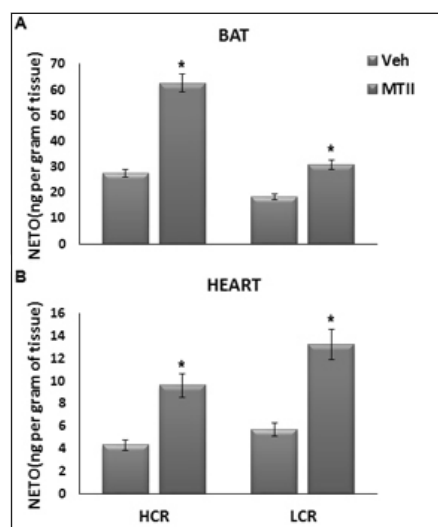 A
BAT
Veh
MTII
NETO(ng per gram of tissue)
70
60
50
40
30
20
10
0
*
*
B
HEART
NETO(ng per gram of tissue)
16
14
12
10
8
6
4
2
0
*
*
HCR
LCR